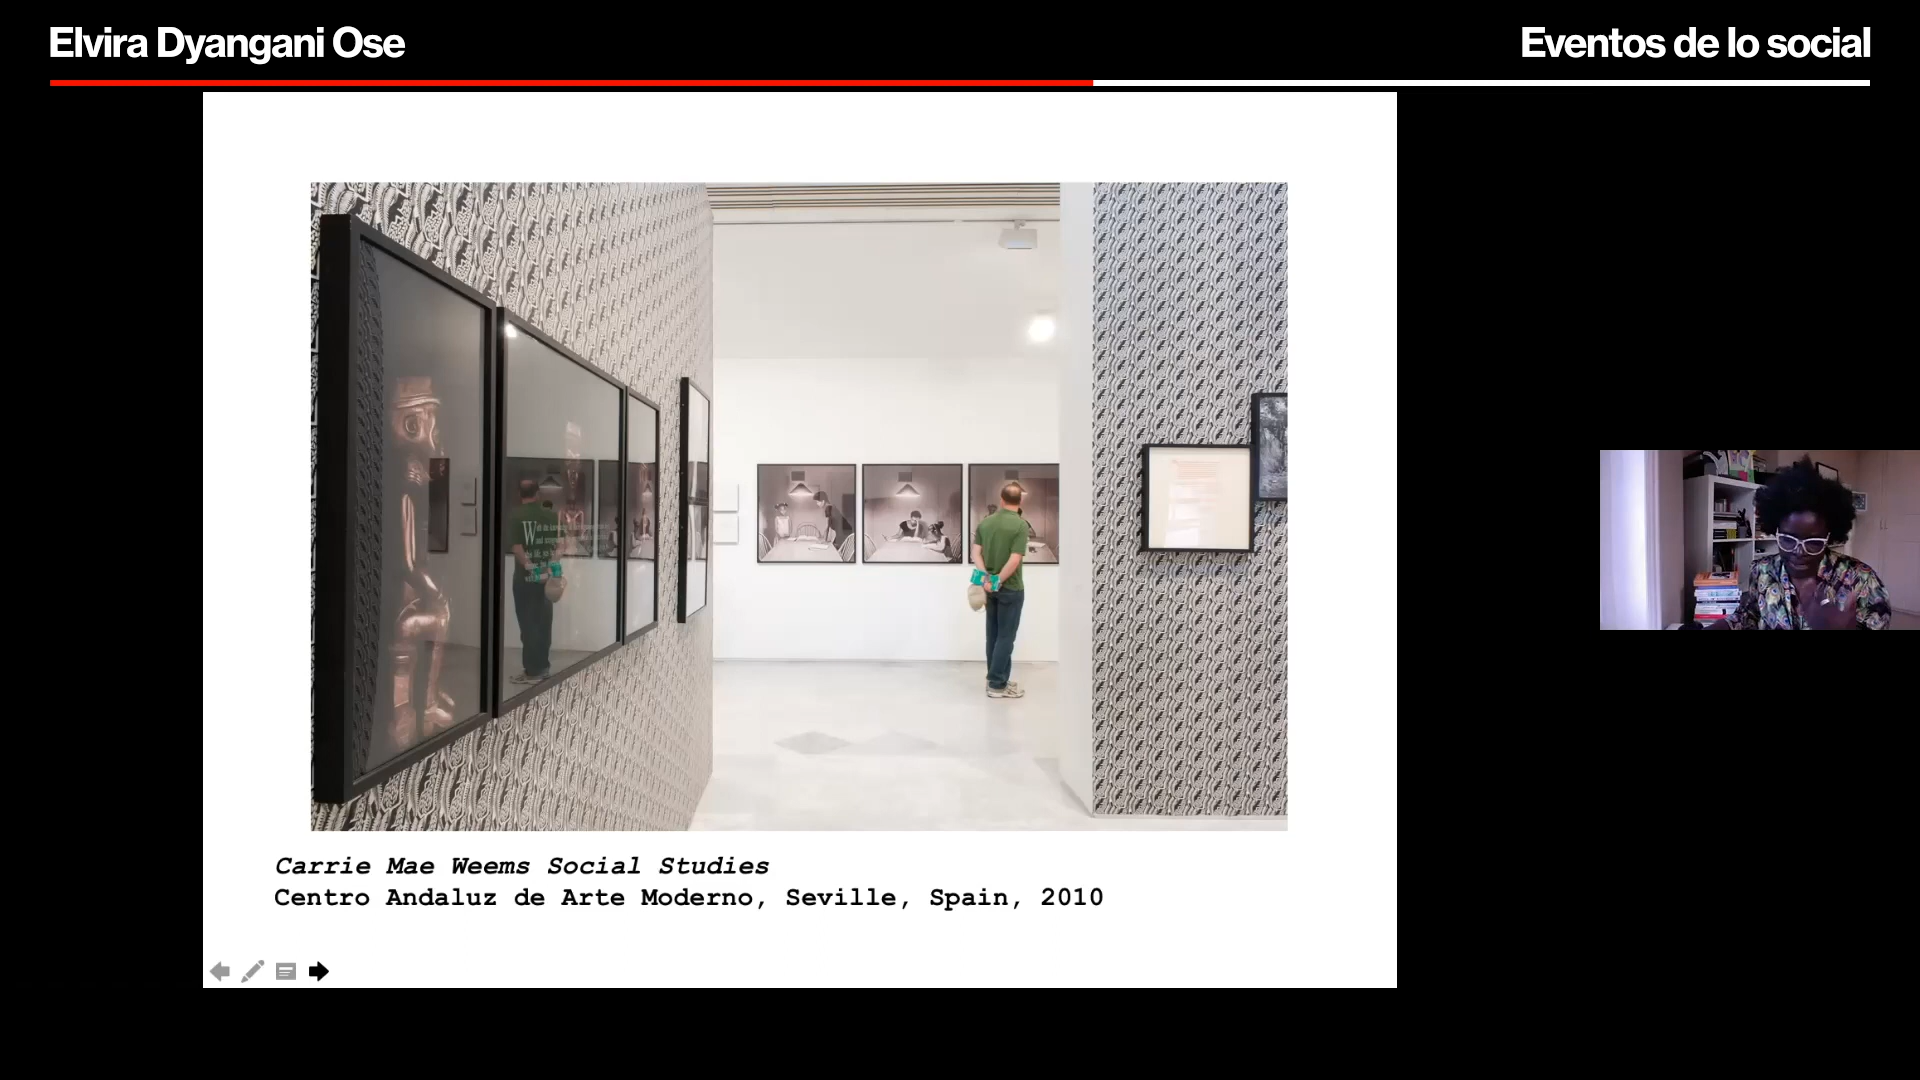 Elvira Dyangani Ose
Eventos de lo social
Carrie Mae Weems Social Studies
Centro Andaluz de Arte Moderno, Seville, Spain, 2010